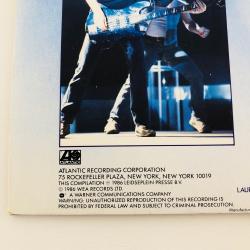 ATLANTIC
ATLANTIC RECORDING CORPORATION
75 ROCKEFELLER PLAZA, NEW YORK, NEW YORK 10019
THIS COMPILATION ℗ 1986 LEIDSEPLEIN PRESSE B.V.
© 1986 WEA RECORDS LTD.
A WARNER COMMUNICATIONS COMPANY
WARNING: UNAUTHORIZED REPRODUCTION OF THIS RECORDING IS
PROHIBITED BY FEDERAL LAW AND SUBJECT TO CRIMINAL PROSECUTION.
LAU